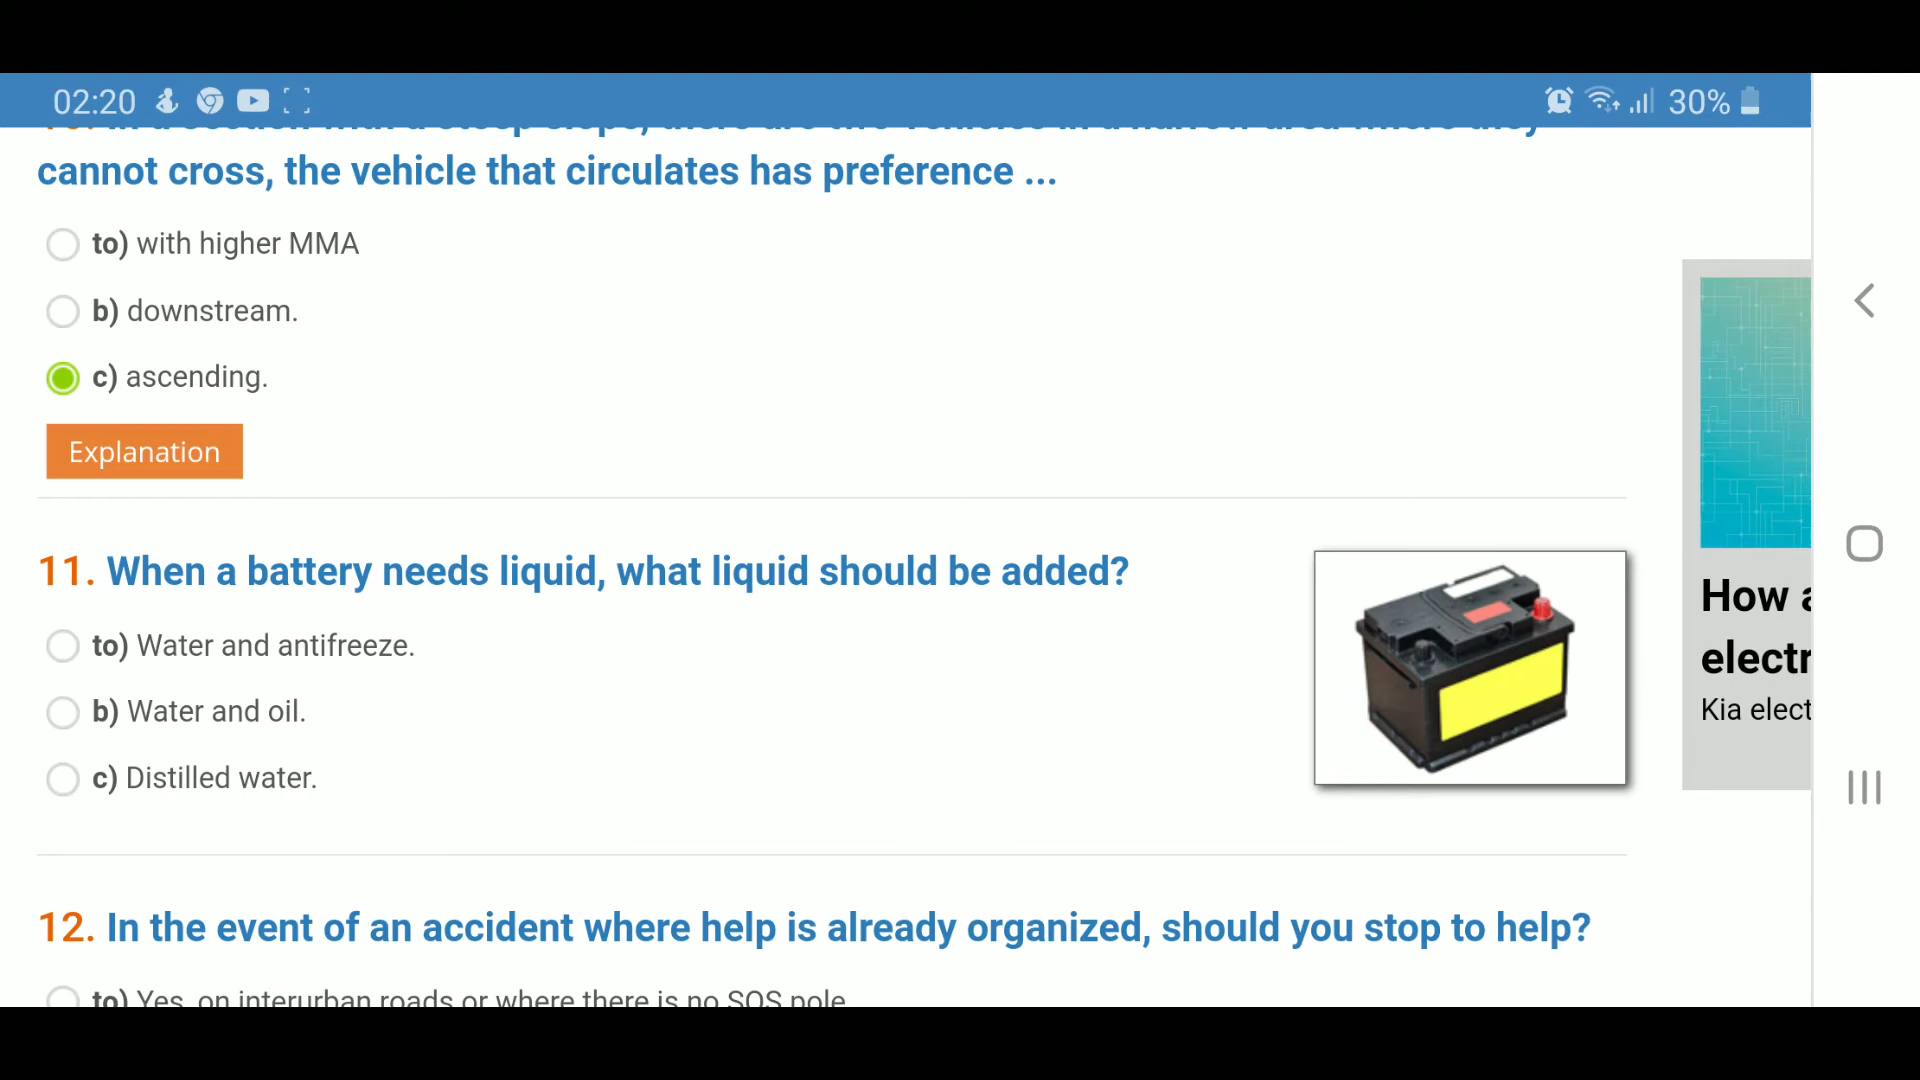 02:20
30%
cannot cross, the vehicle that circulates has preference ...
to) with higher MMA
b) downstream.
c) ascending.
Explanation
11. When a battery needs liquid, what liquid should be added?
to) Water and antifreeze.
b) Water and oil.
c) Distilled water.
How
electr
Kia elect
12. In the event of an accident where help is already organized, should you stop to help?
to) Yes, on interurban roads or where there is no SOS pole